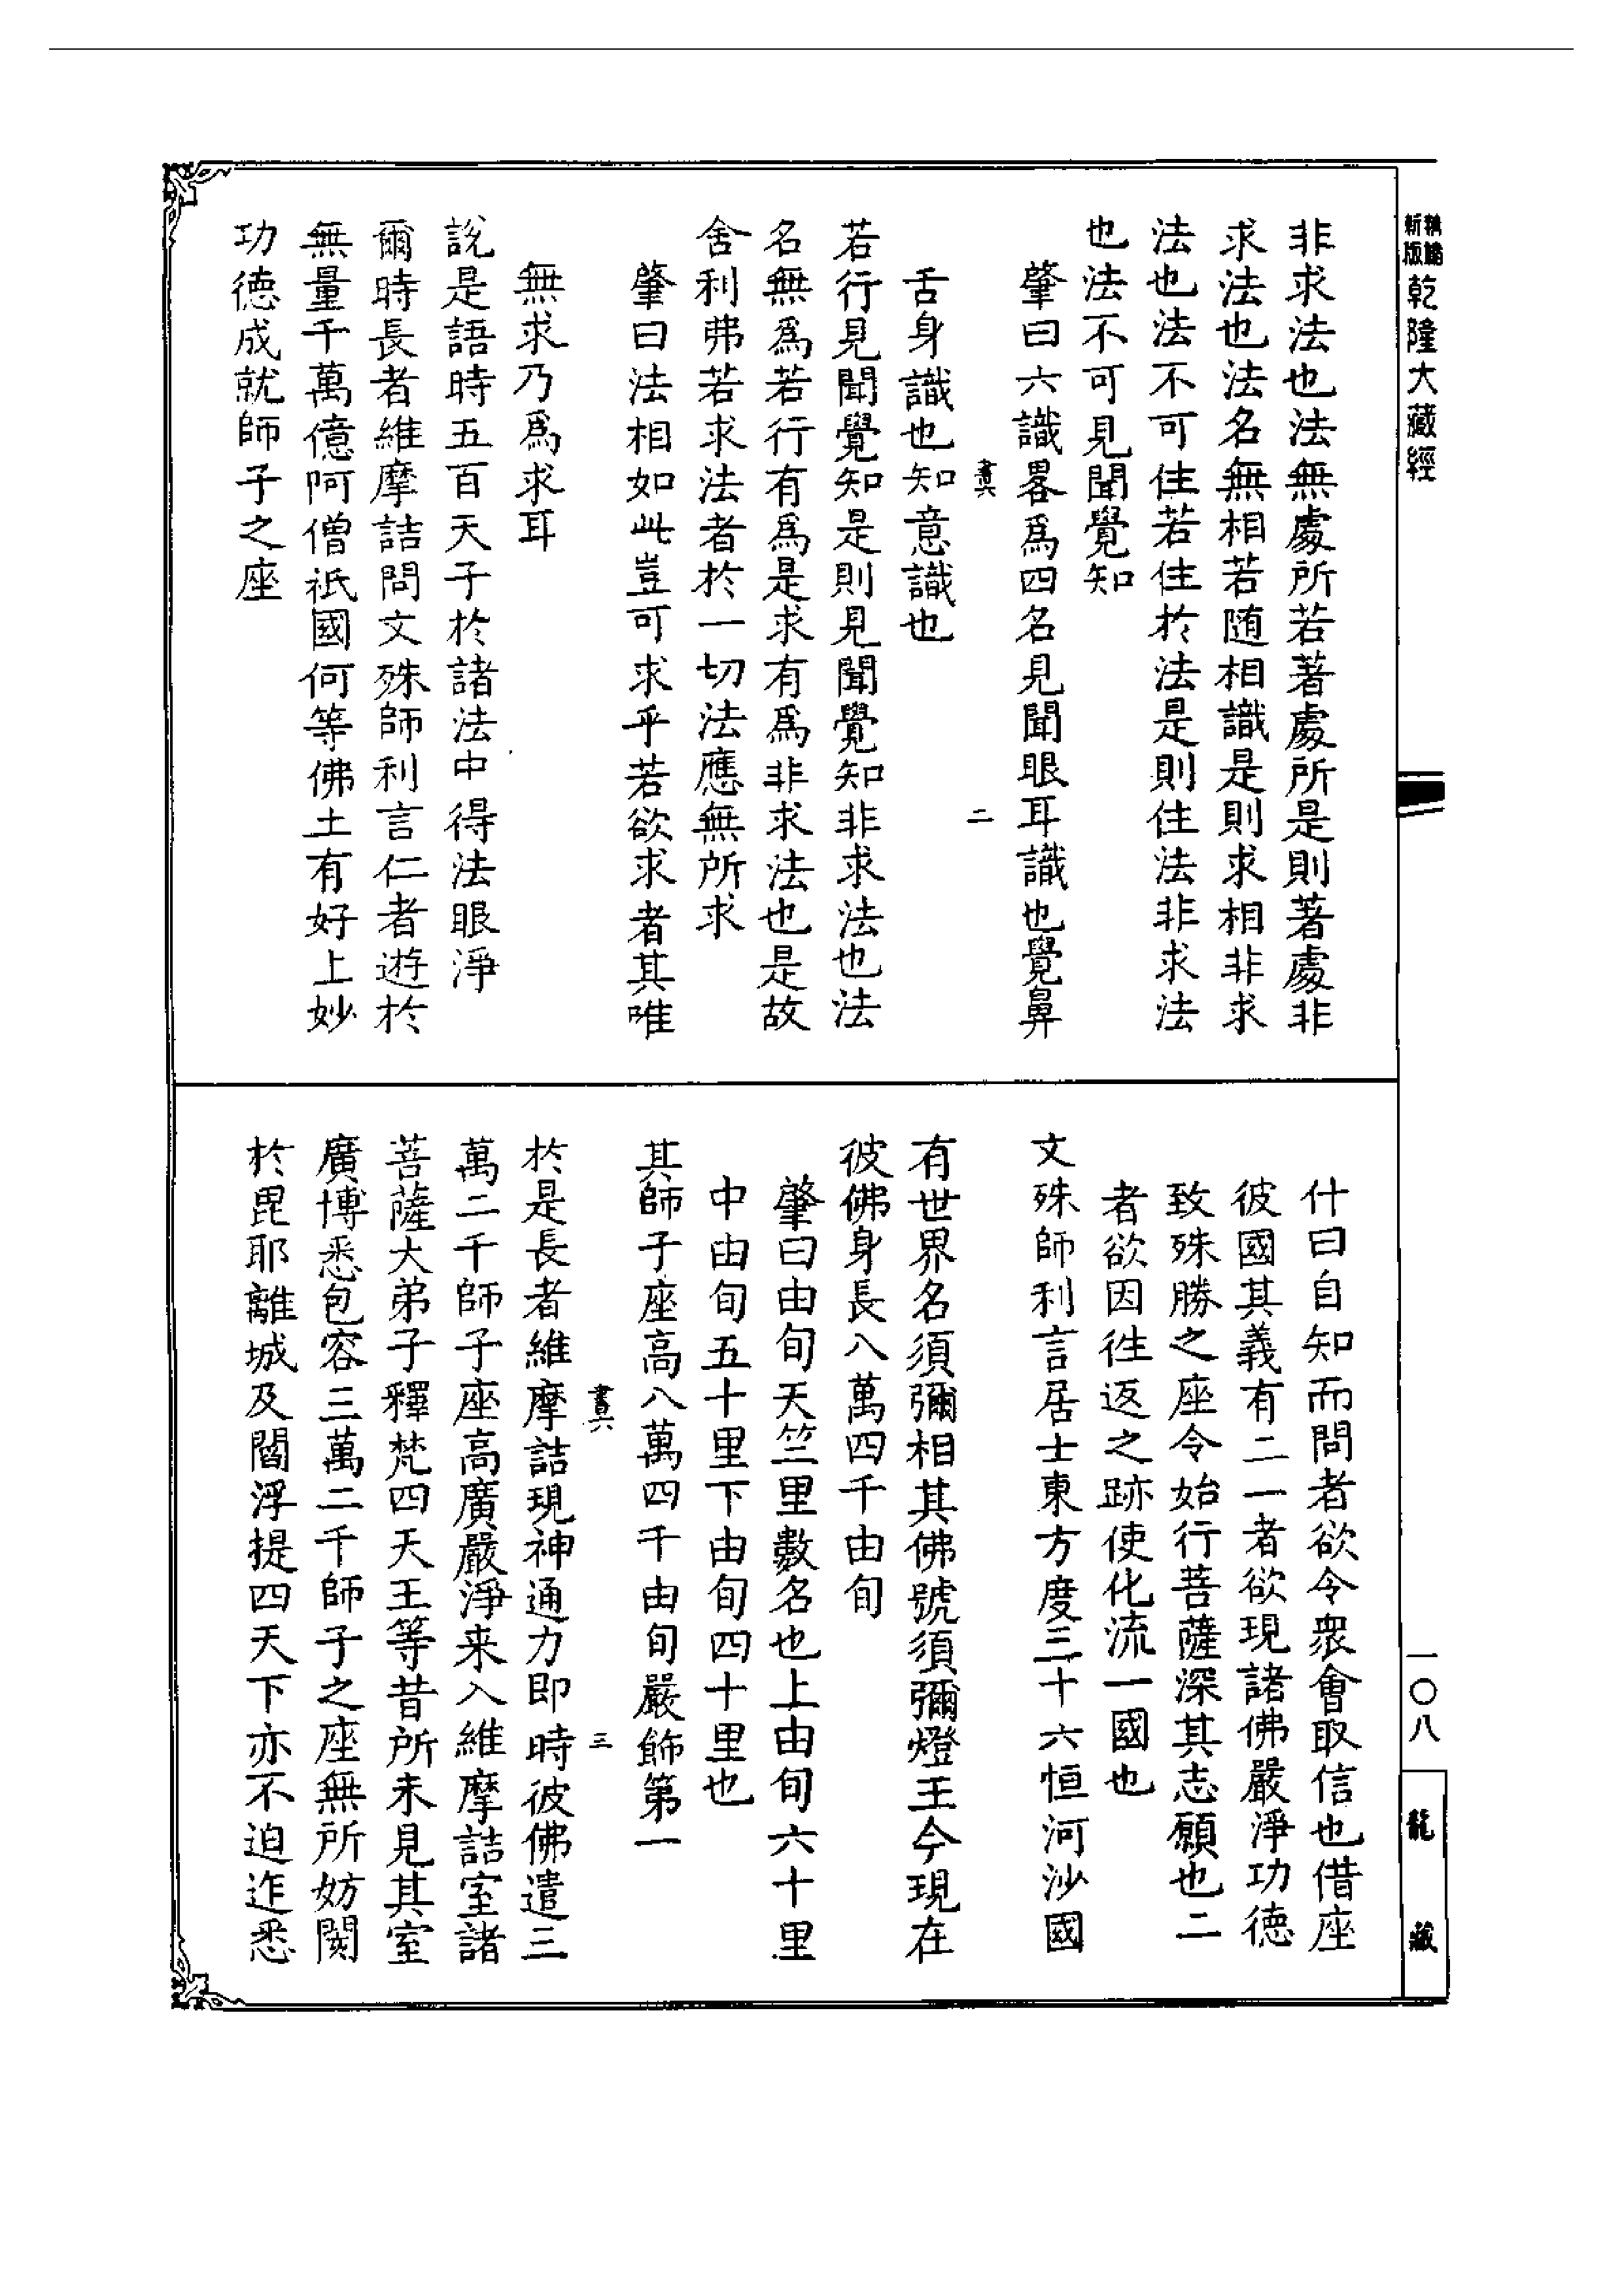 新版
精編
乾隆大藏經
非求法也法無處所若著處所是則著處非
求法也法名無相若随相識是則求相非求
法也法不可住若住於法是則住法非求法
也法不可見聞覺知
肇曰六識畧爲四名見聞眼耳識也覺鼻
晝六
二
舌身識也知意識也
若行見聞覺知是則見聞覺知非求法也法
名無爲若行有爲是求有爲非求法也是故
舍利弗若求法者於一切法應無所求
肇曰法相如此豈可求乎若欲求者其唯
無求乃爲求耳
說是語時五百天子於諸法中得法眼淨
爾時長者維摩詰問文殊師利言仁者遊於
無量千萬億阿僧祇國何等佛土有好上妙
功德成就師子之座
什曰自知而問者欲令衆會取信也借座
彼國其義有二一者欲現諸佛嚴淨功德
致殊勝之座令始行菩薩深其志願也二
者欲因往返之跡使化流一國也
文殊師利言居士東方度三十六恒河沙國
有世界名須彌相其佛號須彌燈王今現在
彼佛身長八萬四千由旬
肇曰由旬天竺里數名也上由旬六十里
中由旬五十里下由旬四十里也
其師子座高八萬四千由旬嚴飾第一
晝六
三
於是長者維摩詰現神通力即時彼佛遣三
萬二千師子座高廣嚴淨来入維摩詰室諸
菩薩大弟子釋梵四天王等昔所未見其室
廣博悉包容三萬二千師子之座無所妨閡
於毘耶離城及閻浮提四天下亦不迫迮悉
一〇八
龍藏